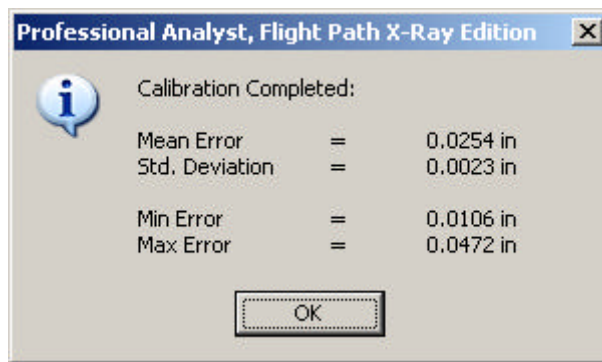 Professional Analyst, Flight Path X-Ray Edition
Calibration Completed:
Mean Error = 0.0254 in
Std. Deviation = 0.0023 in
Min Error = 0.0106 in
Max Error = 0.0472 in
OK